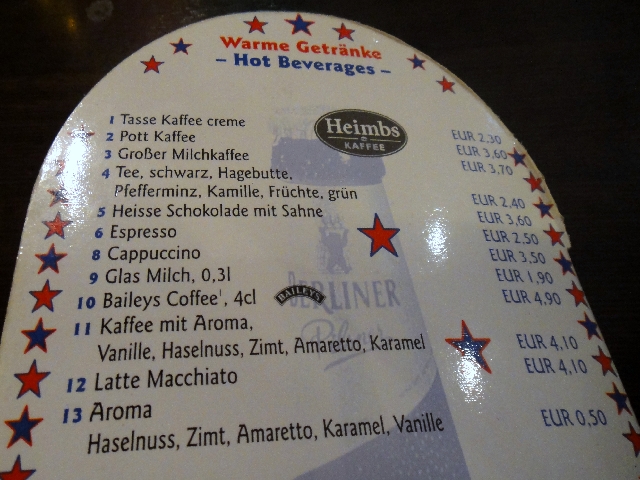 Warme Getränke
– Hot Beverages –
Heimbs
KAFFEE
1 Tasse Kaffee creme EUR 2,30
2 Pott Kaffee EUR 3,60
3 Großer Milchkaffee EUR 3,70
4 Tee, schwarz, Hagebutte,
Pfefferminz, Kamille, Früchte, grün EUR 2,40
5 Heisse Schokolade mit Sahne EUR 3,60
6 Espresso EUR 2,50
8 Cappuccino EUR 3,50
9 Glas Milch, 0,3l EUR 1,90
10 Baileys Coffee', 4cl BAILEYS EUR 4,90
11 Kaffee mit Aroma,
Vanille, Haselnuss, Zimt, Amaretto, Karamel EUR 4,10
12 Latte Macchiato EUR 4,10
13 Aroma
Haselnuss, Zimt, Amaretto, Karamel, Vanille EUR 0,50
BERLINER
Pilsner